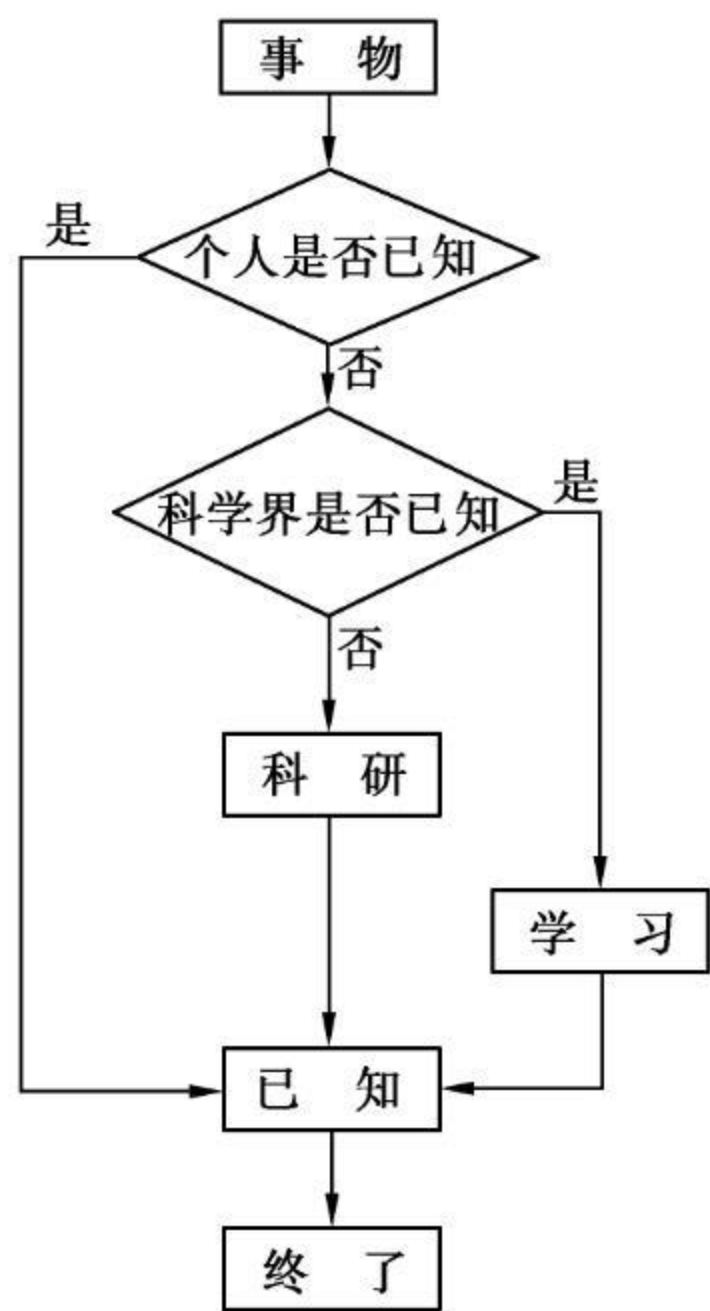 事 物
是
个人是否已知
否
是
科学界是否已知
否
科 研
学 习
已 知
终 了